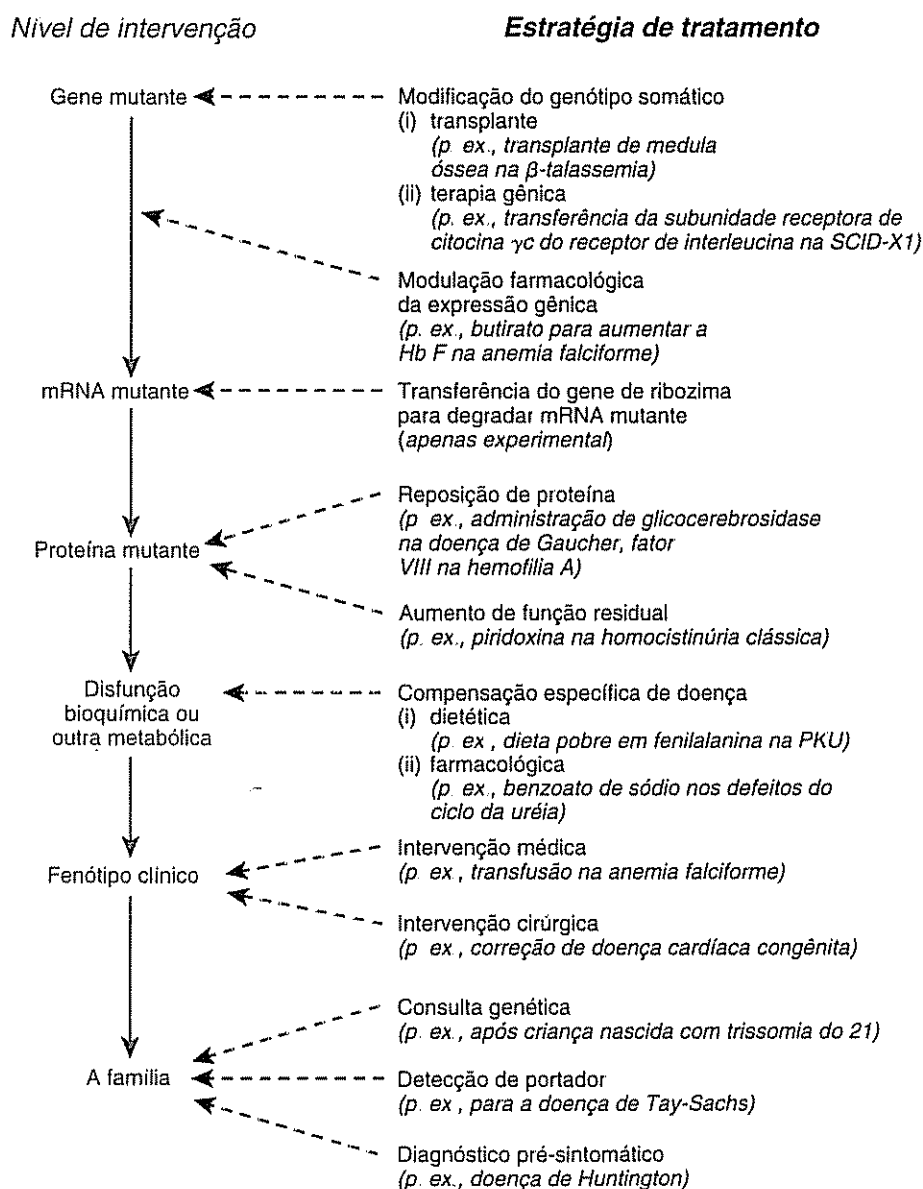 Nivel de intervenção
Estratégia de tratamento
Gene mutante
Modificação do genótipo somático
(i) transplante
(p. ex., transplante de medula
óssea na β-talassemia)
(ii) terapia gênica
(p. ex., transferência da subunidade receptora de
citocina γc do receptor de interleucina na SCID-X1)
Modulação farmacológica
da expressão gênica
(p. ex., butirato para aumentar a
Hb F na anemia falciforme)
mRNA mutante
Transferência do gene de ribozima
para degradar mRNA mutante
(apenas experimental)
Reposição de proteína
(p. ex., administração de glicocerebrosidase
na doença de Gaucher, fator
VIII na hemofilia A)
Proteína mutante
Aumento de função residual
(p. ex., piridoxina na homocistinúria clássica)
Disfunção
bioquímica ou
outra metabólica
Compensação específica de doença
(i) dietética
(p. ex., dieta pobre em fenilalanina na PKU)
(ii) farmacológica
(p. ex., benzoato de sódio nos defeitos do
ciclo da uréia)
Intervenção médica
(p. ex., transfusão na anemia falciforme)
Fenótipo clínico
Intervenção cirúrgica
(p. ex., correção de doença cardíaca congênita)
Consulta genética
(p. ex., após criança nascida com trissomia do 21)
A familia
Detecção de portador
(p. ex., para a doença de Tay-Sachs)
Diagnóstico pré-sintomático
(p. ex., doença de Huntington)